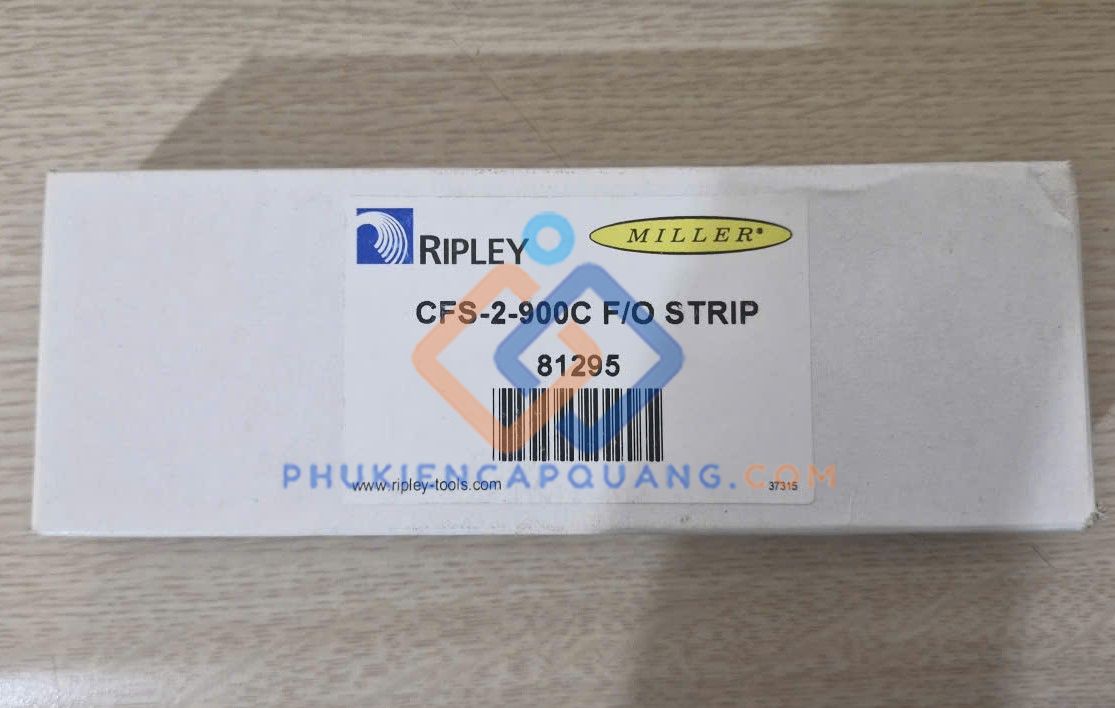 RIPLEY
MILLER®
CFS-2-900C F/O STRIP
81295
PHUKIENCAPQUANG.COM
www.ripley-tools.com
37315